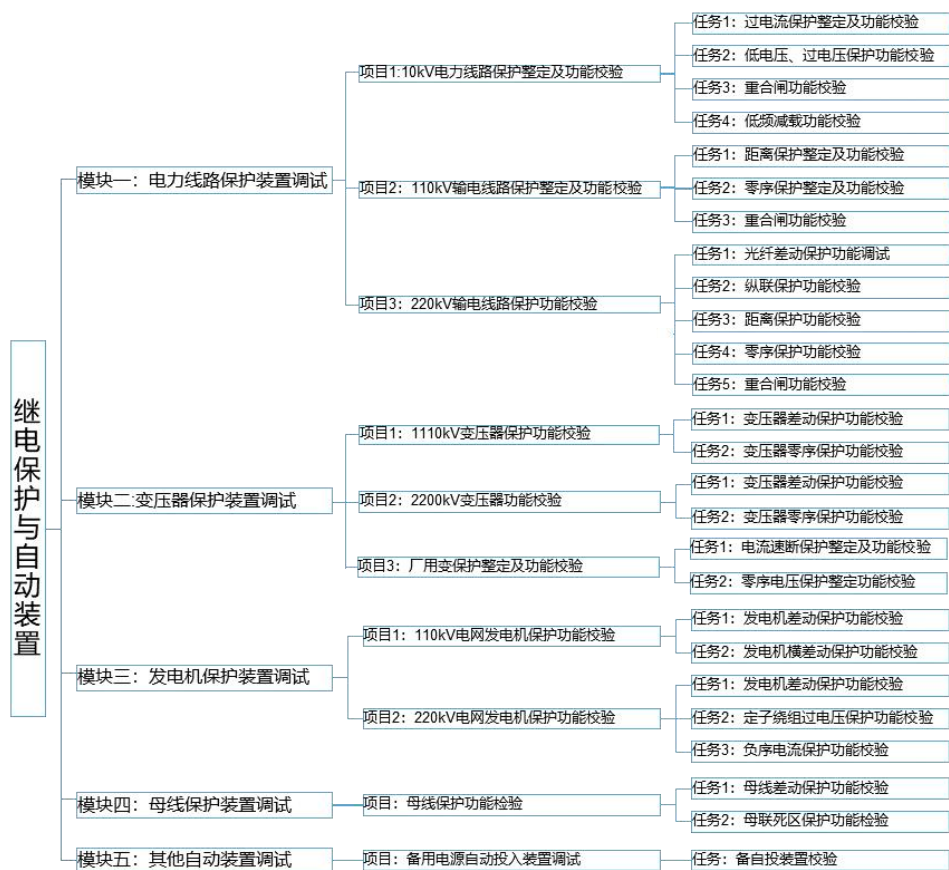 继电保护与自动装置
模块一：电力线路保护装置调试
项目1:10kV电力线路保护整定及功能校验
任务1：过电流保护整定及功能校验
任务2：低电压、过电压保护功能校验
任务3：重合闸功能校验
任务4：低频减载功能校验
项目2：110kV输电线路保护整定及功能校验
任务1：距离保护整定及功能校验
任务2：零序保护整定及功能校验
任务3：重合闸功能校验
项目3：220kV输电线路保护功能校验
任务1：光纤差动保护功能调试
任务2：纵联保护功能校验
任务3：距离保护功能校验
任务4：零序保护功能校验
任务5：重合闸功能校验
模块二:变压器保护装置调试
项目1：1110kV变压器保护功能校验
任务1：变压器差动保护功能校验
任务2：变压器零序保护功能校验
项目2：2200kV变压器功能校验
任务1：变压器差动保护功能校验
任务2：变压器零序保护功能校验
项目3：厂用变保护整定及功能校验
任务1：电流速断保护整定及功能校验
任务2：零序电压保护整定功能校验
模块三：发电机保护装置调试
项目1：110kV电网发电机保护功能校验
任务1：发电机差动保护功能校验
任务2：发电机横差动保护功能校验
项目2：220kV电网发电机保护功能校验
任务1：发电机差动保护功能校验
任务2：定子绕组过电压保护功能校验
任务3：负序电流保护功能校验
模块四：母线保护装置调试
项目：母线保护功能检验
任务1：母线差动保护功能校验
任务2：母联死区保护功能检验
模块五：其他自动装置调试
项目：备用电源自动投入装置调试
任务：备自投装置校验